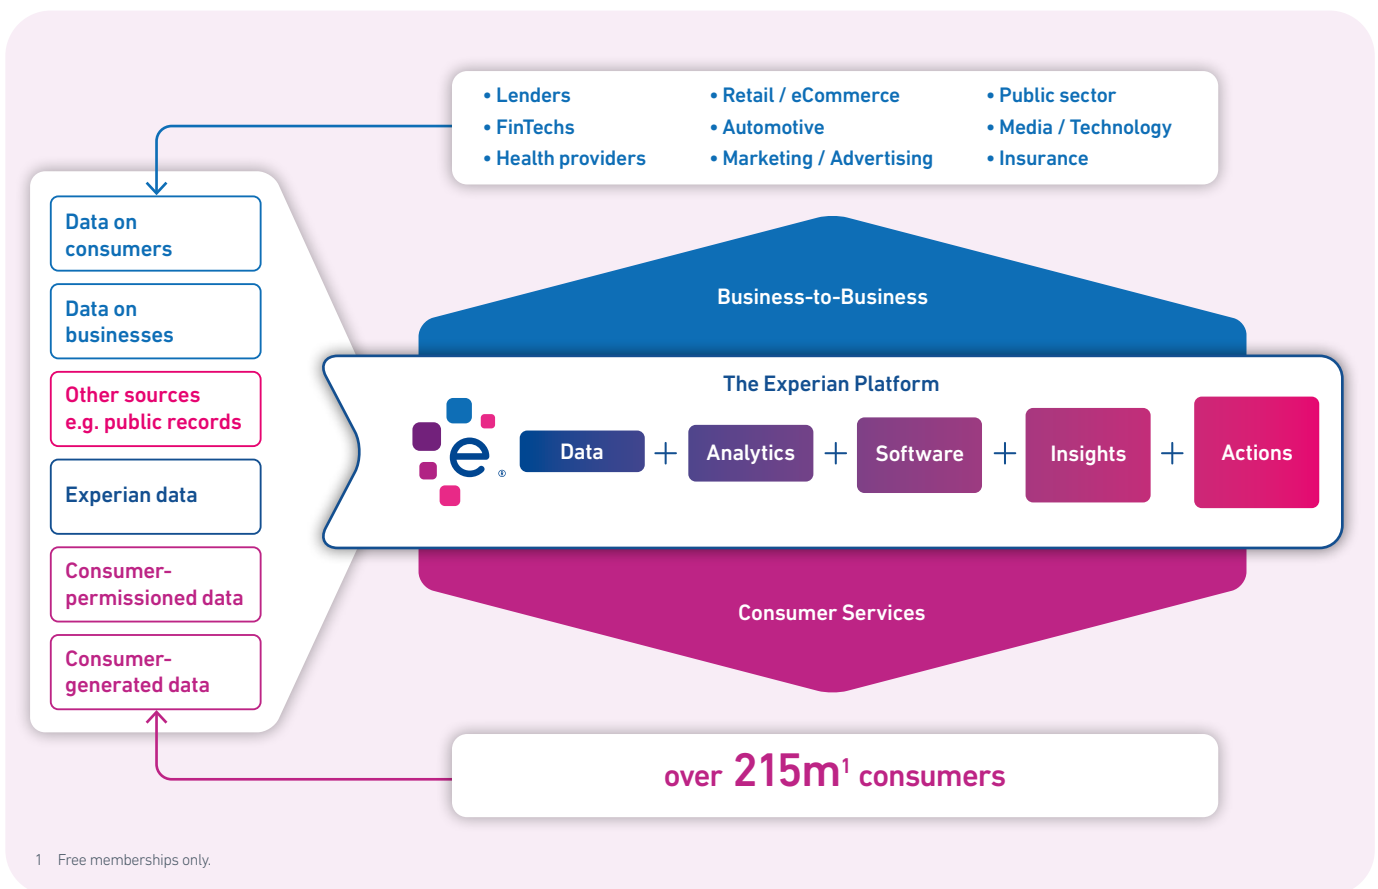 • Lenders
• FinTechs
• Health providers
• Retail / eCommerce
• Automotive
• Marketing / Advertising
• Public sector
• Media / Technology
• Insurance
Data on
consumers
Data on
businesses
Other sources
e.g. public records
Experian data
Consumer-
permissioned data
Consumer-
generated data
Business-to-Business
The Experian Platform
e®
Data + Analytics + Software + Insights + Actions
Consumer Services
over 215m¹ consumers
1 Free memberships only.